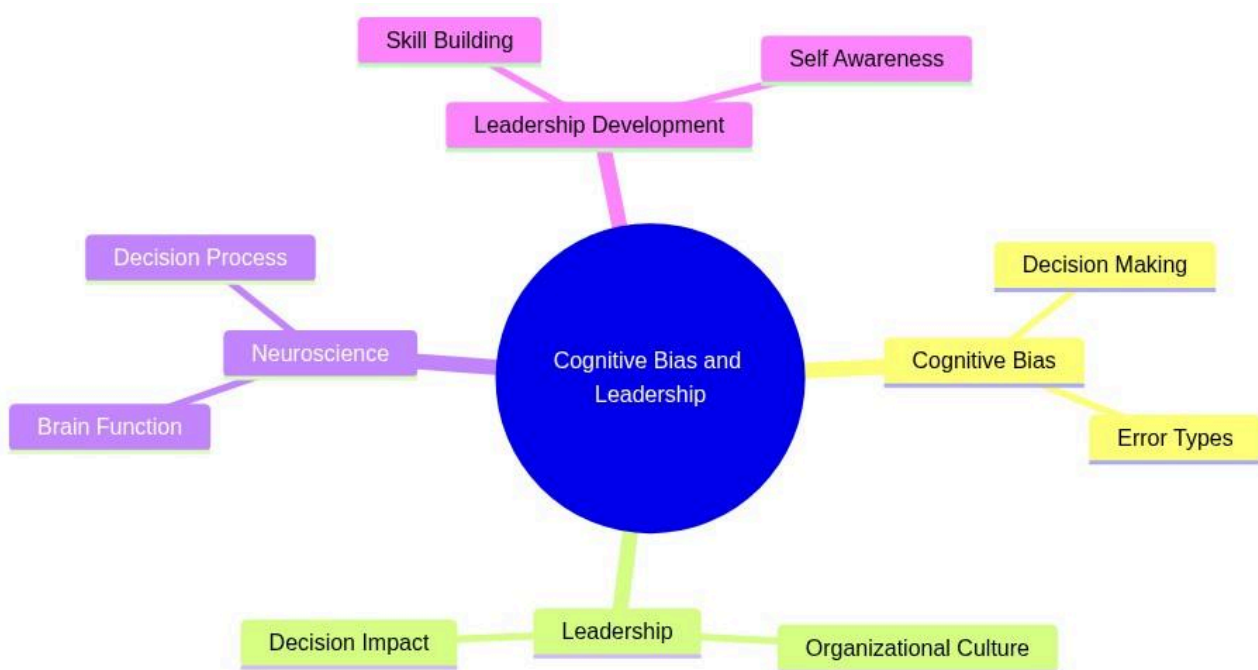 Skill Building
Self Awareness
Leadership Development
Decision Process
Decision Making
Neuroscience
Cognitive Bias and
Leadership
Cognitive Bias
Brain Function
Error Types
Decision Impact
Leadership
Organizational Culture